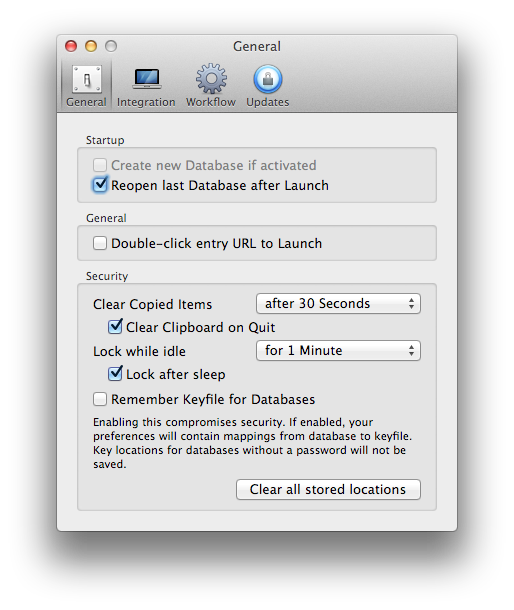 General
General Integration Workflow Updates
Startup
Create new Database if activated
Reopen last Database after Launch
General
Double-click entry URL to Launch
Security
Clear Copied Items after 30 Seconds
Clear Clipboard on Quit
Lock while idle for 1 Minute
Lock after sleep
Remember Keyfile for Databases
Enabling this compromises security. If enabled, your
preferences will contain mappings from database to keyfile.
Key locations for databases without a password will not be
saved.
Clear all stored locations